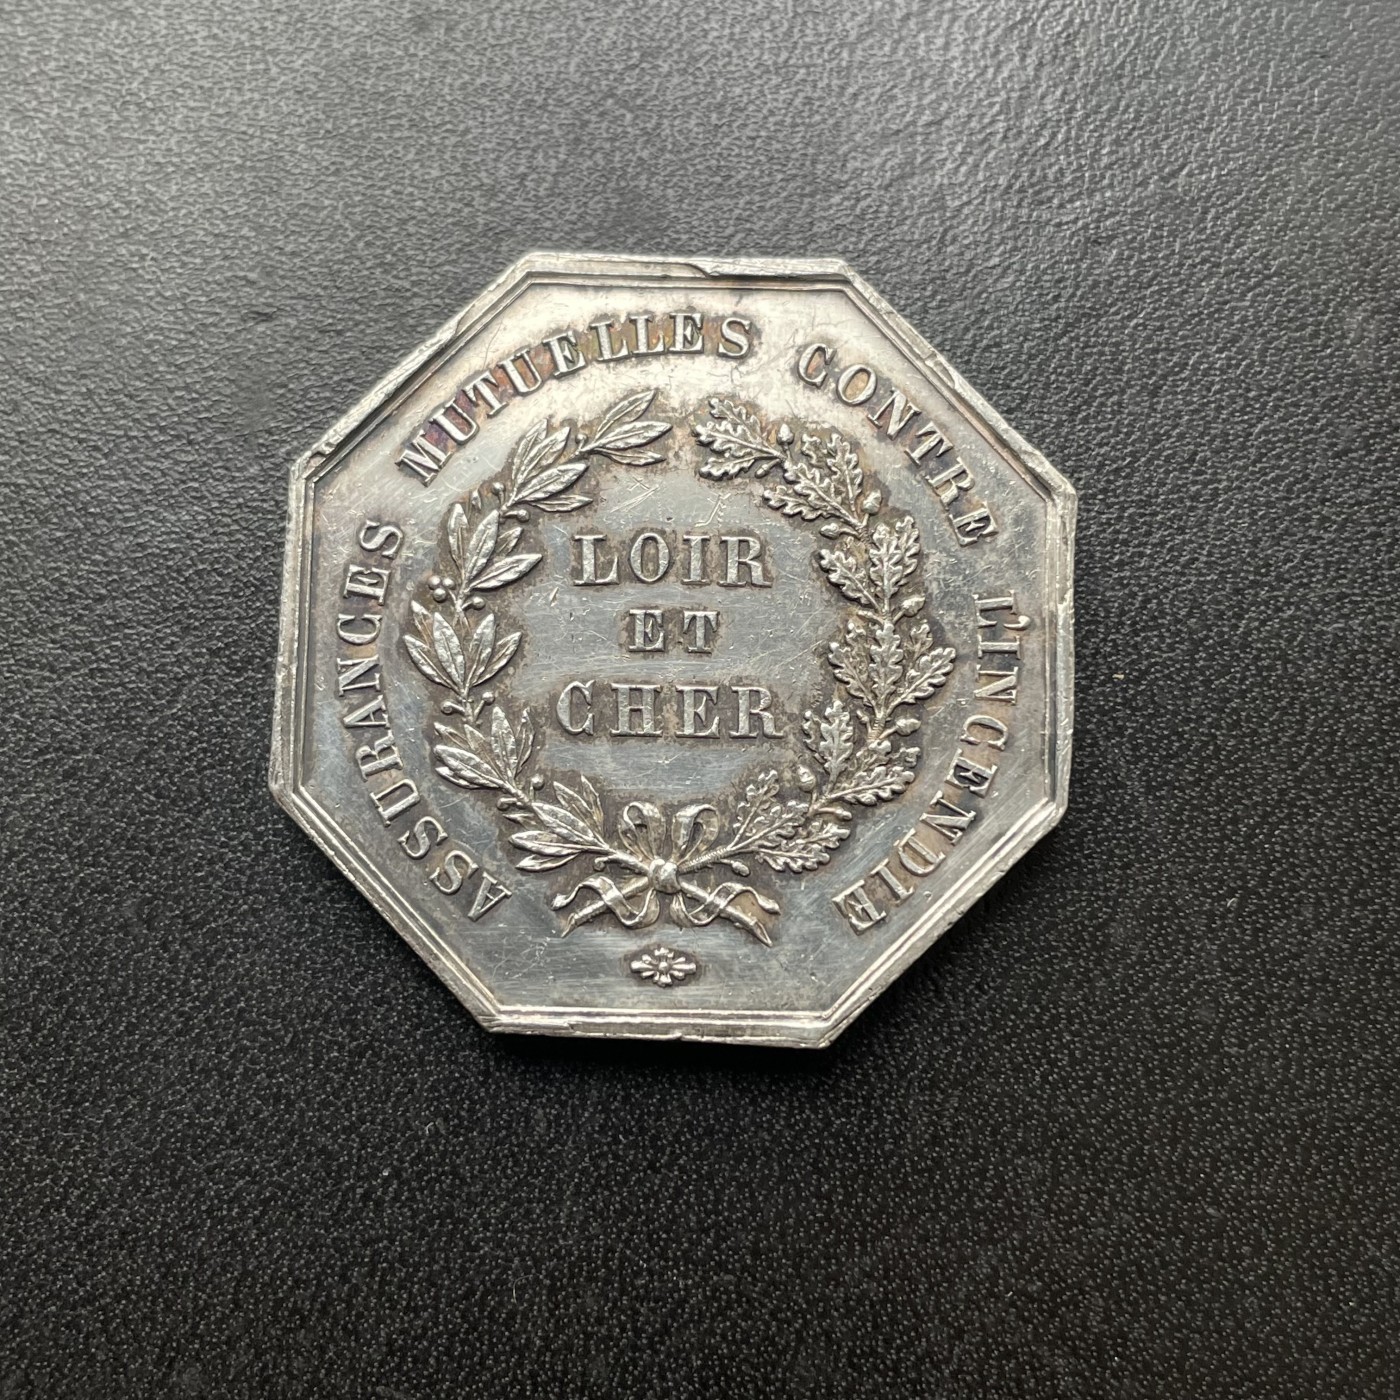 ASSURANCES MUTUELLES CONTRE L'INCENDIE
LOIR
ET
CHER